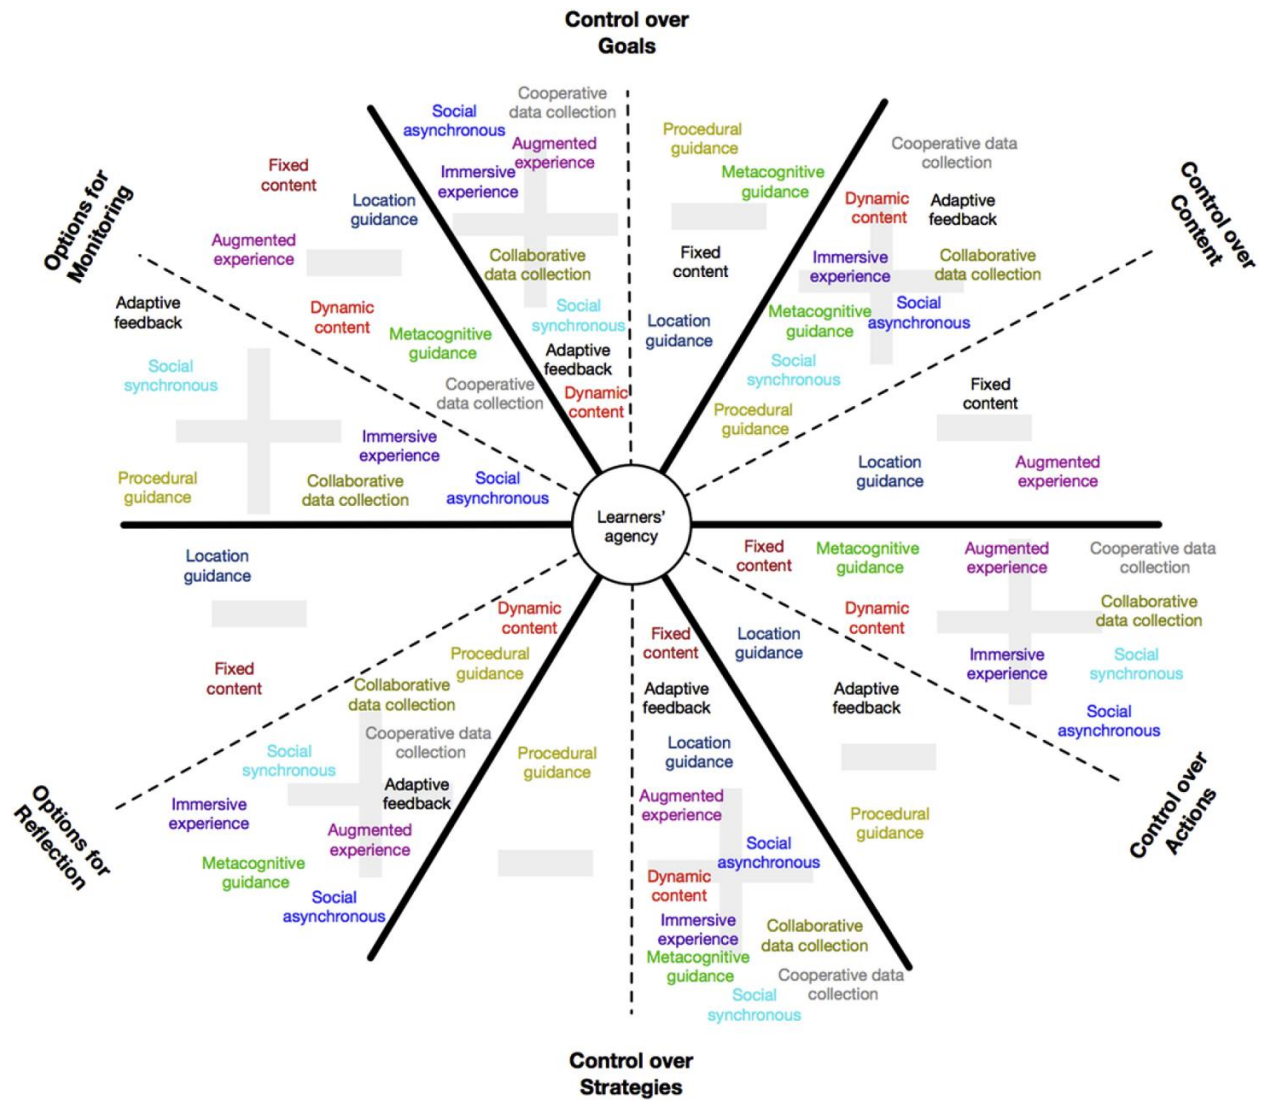 Control over
Goals
Social
asynchronous
Cooperative
data collection
Augmented
experience
Immersive
experience
Collaborative
data collection
Social
synchronous
Adaptive
feedback
Dynamic
content
Procedural
guidance
Metacognitive
guidance
Fixed
content
Location
guidance
Control over
Content
Cooperative data
collection
Dynamic
content
Adaptive
feedback
Immersive
experience
Collaborative
data collection
Metacognitive
guidance
Social
asynchronous
Social
synchronous
Procedural
guidance
Fixed
content
Location
guidance
Augmented
experience
Control over
Actions
Fixed
content
Metacognitive
guidance
Augmented
experience
Cooperative data
collection
Dynamic
content
Collaborative
data collection
Immersive
experience
Social
synchronous
Social
asynchronous
Location
guidance
Adaptive
feedback
Procedural
guidance
Control over
Strategies
Fixed
content
Adaptive
feedback
Location
guidance
Augmented
experience
Social
asynchronous
Dynamic
content
Immersive
experience
Collaborative
data collection
Metacognitive
guidance
Cooperative data
collection
Social
synchronous
Procedural
guidance
Options for
Reflection
Dynamic
content
Procedural
guidance
Collaborative
data collection
Cooperative data
collection
Social
synchronous
Adaptive
feedback
Immersive
experience
Augmented
experience
Metacognitive
guidance
Social
asynchronous
Location
guidance
Fixed
content
Options for
Monitoring
Fixed
content
Location
guidance
Augmented
experience
Dynamic
content
Metacognitive
guidance
Cooperative
data collection
Adaptive
feedback
Social
synchronous
Immersive
experience
Procedural
guidance
Collaborative
data collection
Social
asynchronous
Learners'
agency